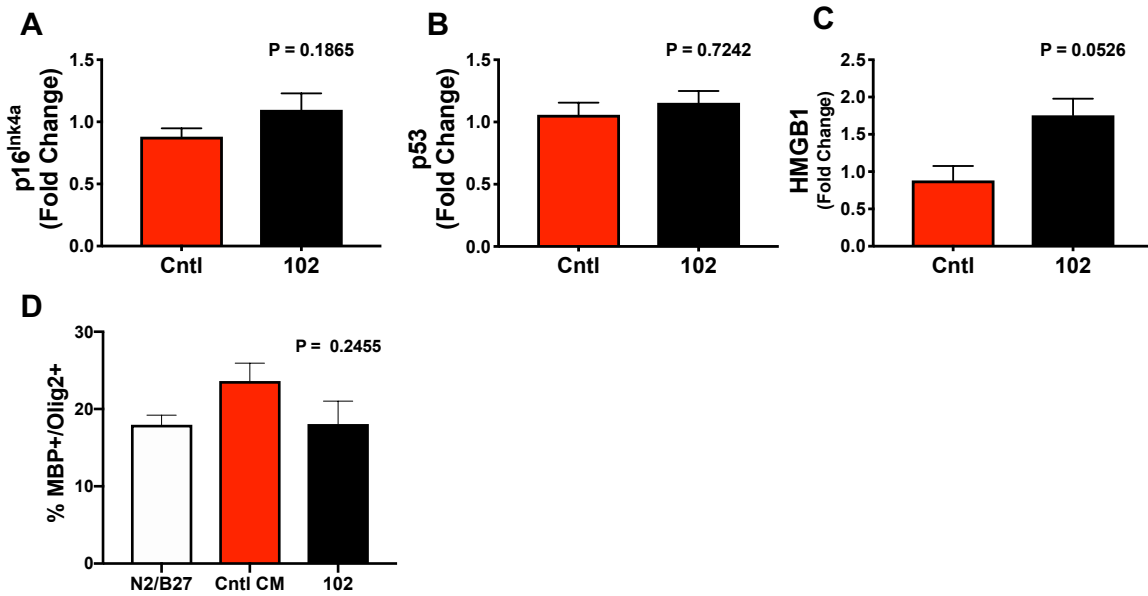 A
P = 0.1865
p16^Ink4a
(Fold Change)
1.5
1.0
0.5
0.0
Cntl
102
B
P = 0.7242
p53
(Fold Change)
1.5
1.0
0.5
0.0
Cntl
102
C
P = 0.0526
HMGB1
(Fold Change)
2.5
2.0
1.5
1.0
0.5
0.0
Cntl
102
D
P = 0.2455
% MBP+/Olig2+
30
20
10
0
N2/B27
Cntl CM
102